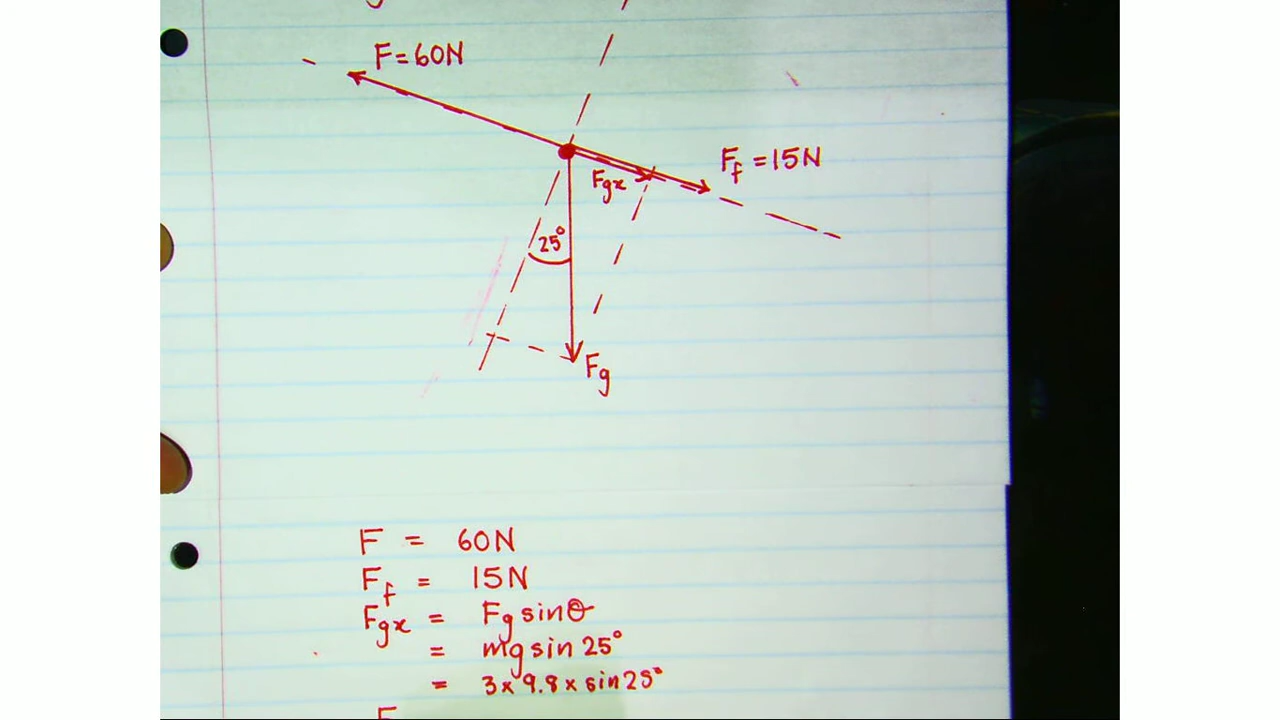 F=60N
Ff =15N
Fgx
25°
Fg
F = 60N
Ff = 15N
Fgx = Fg sinθ
= mg sin 25°
= 3 x 9.8 x sin 25°